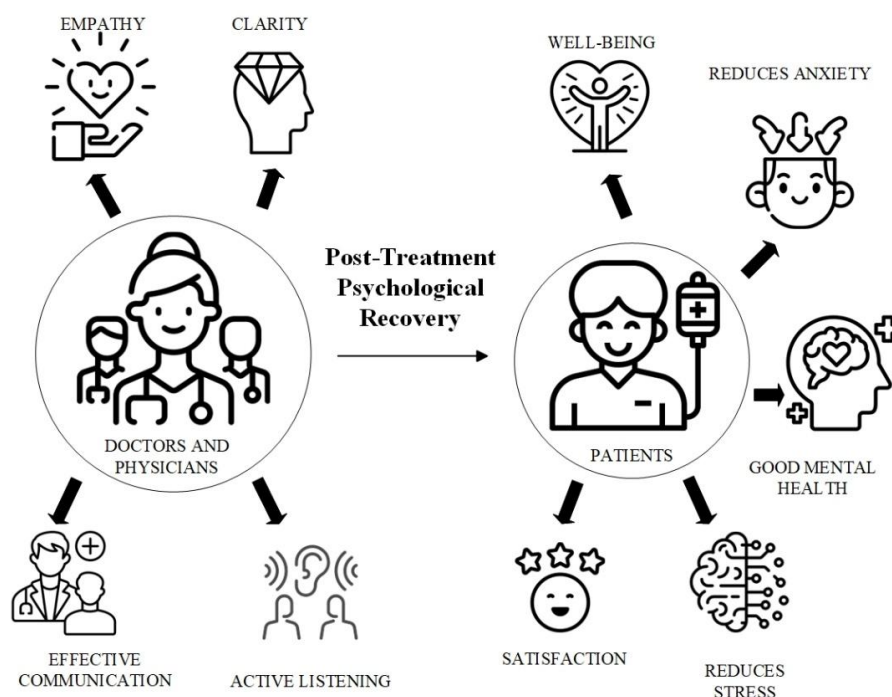 EMPATHY
CLARITY
WELL-BEING
REDUCES ANXIETY
Post-Treatment
Psychological
Recovery
DOCTORS AND
PHYSICIANS
PATIENTS
GOOD MENTAL
HEALTH
EFFECTIVE
COMMUNICATION
ACTIVE LISTENING
SATISFACTION
REDUCES
STRESS